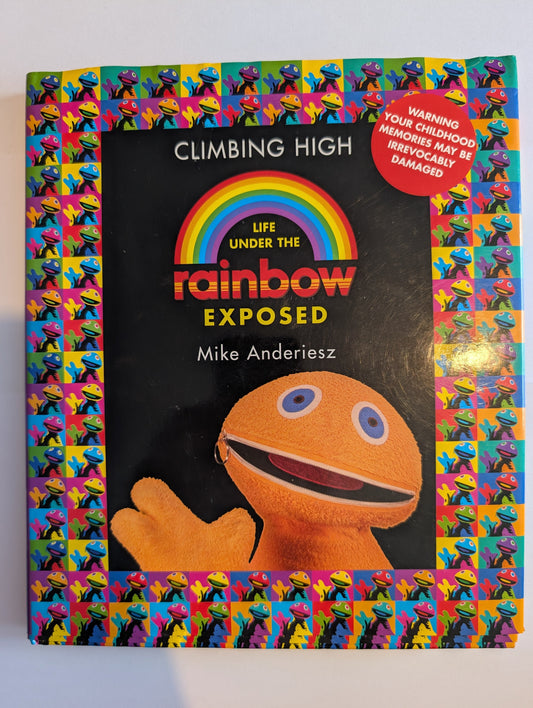 CLIMBING HIGH
WARNING
YOUR CHILDHOOD
MEMORIES MAY BE
IRREVOCABLY
DAMAGED
LIFE
UNDER THE
rainbow
EXPOSED
Mike Anderiesz